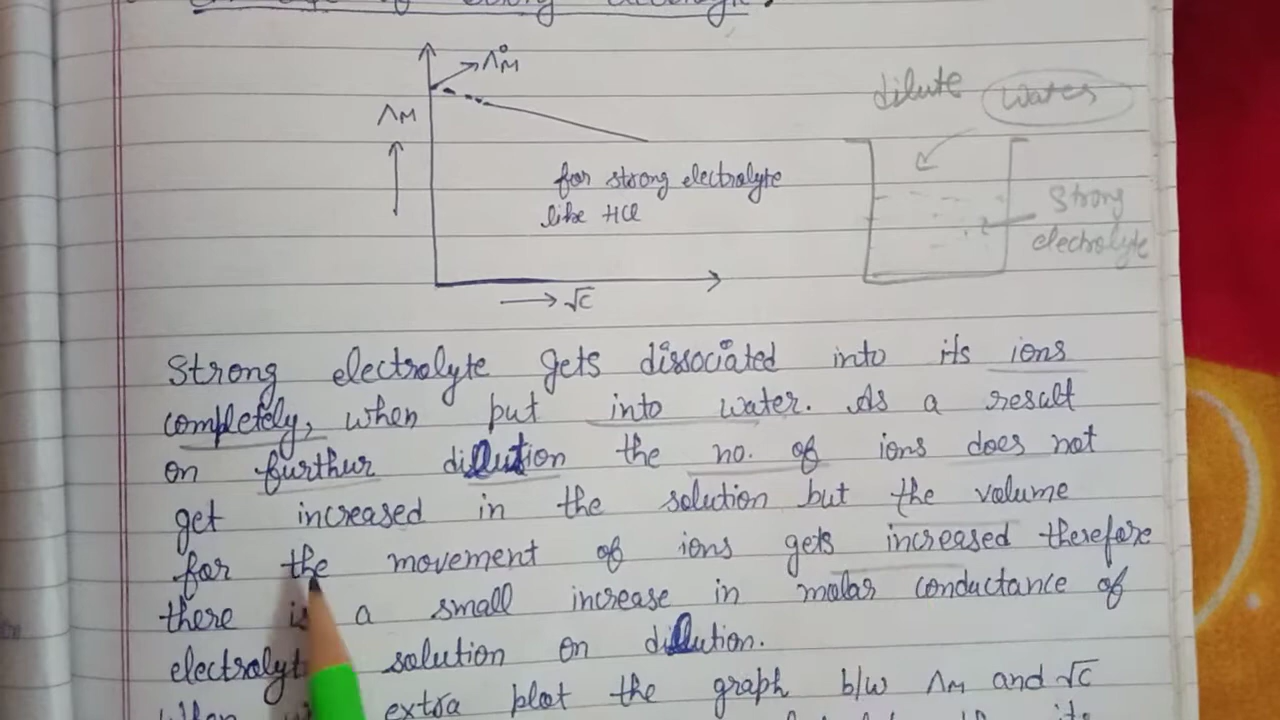 Λ°M
ΛM
for strong electrolyte
like HCl
→ √C
dilute water
Strong
electrolyte
Strong electrolyte gets dissociated into its ions
completely, when put into water. As a result
on furthur dilution the no. of ions does not
get increased in the solution but the volume
for the movement of ions gets increased therefore
there is a small increase in molar conductance of
solution on dilution.
extra plot the graph b/w ΛM and √C